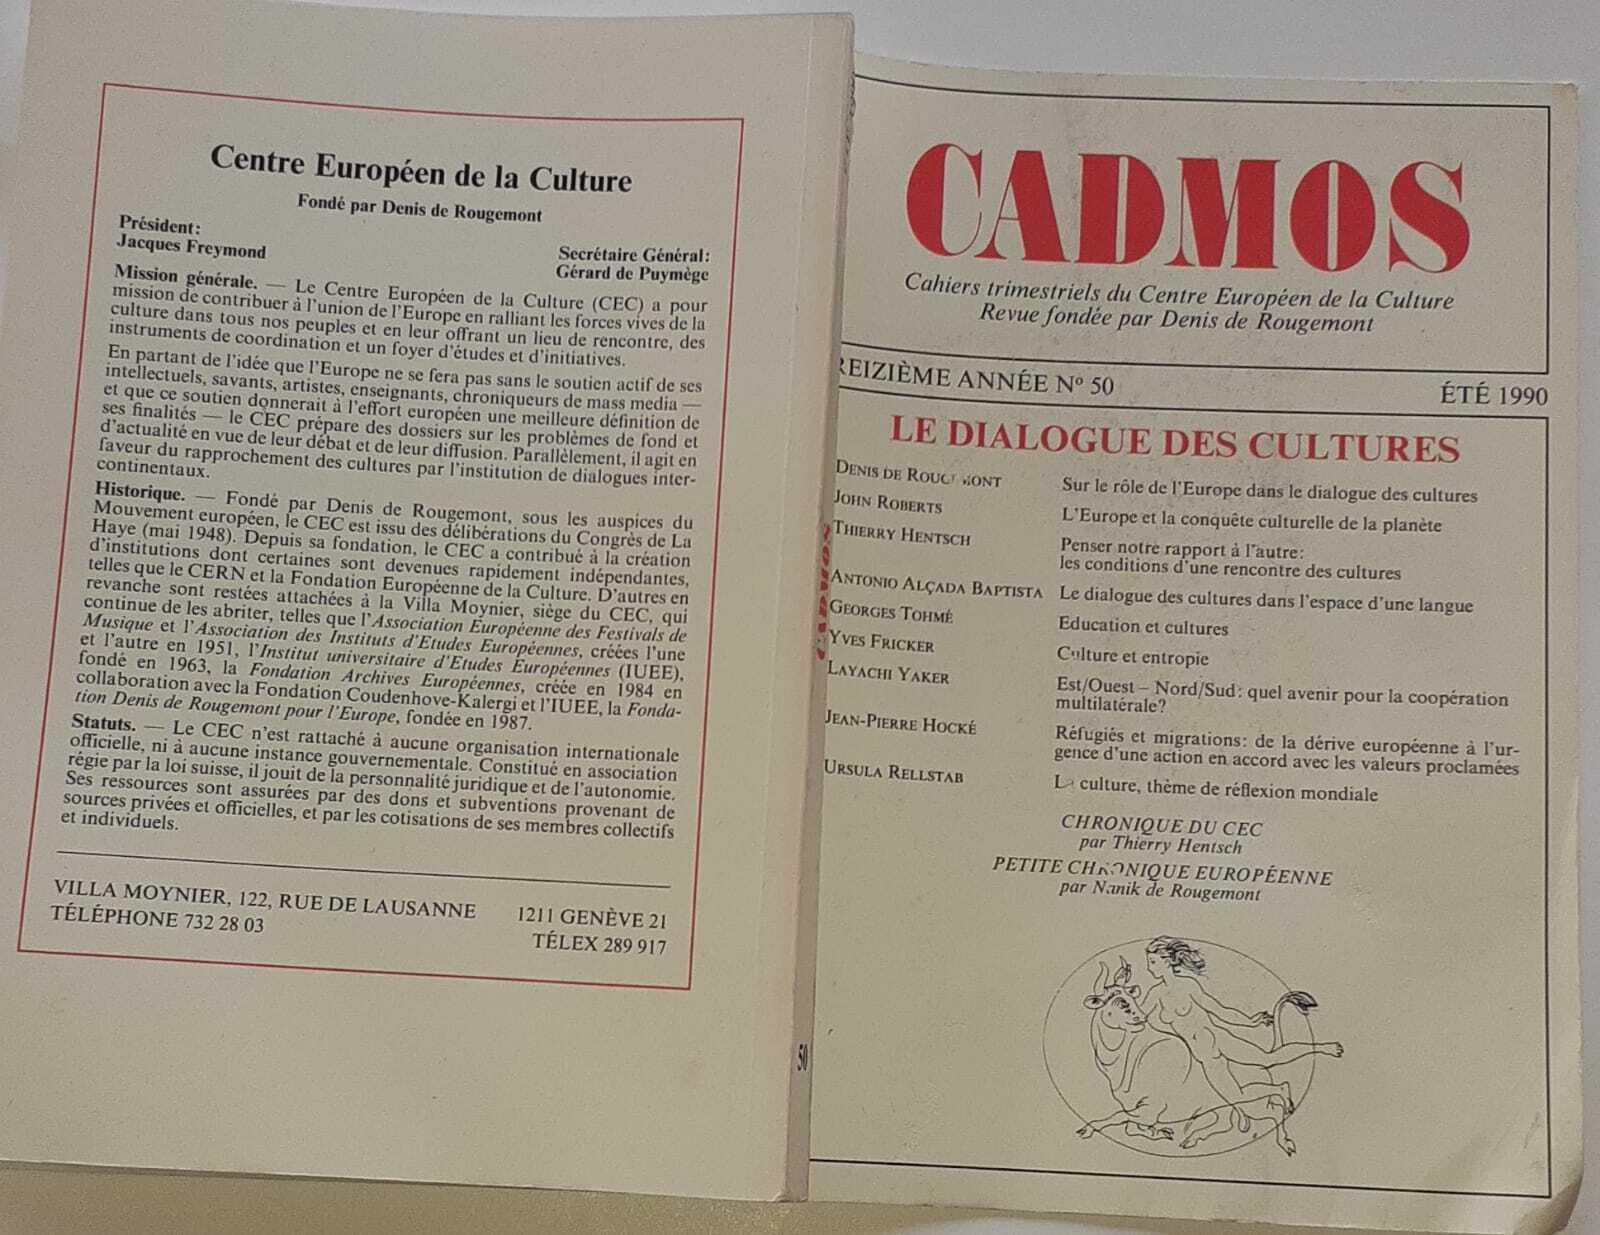 Centre Européen de la Culture
Fondé par Denis de Rougemont
Président:
Jacques Freymond
Secrétaire Général:
Gérard de Puymège
Mission générale. — Le Centre Européen de la Culture (CEC) a pour
mission de contribuer à l'union de l'Europe en ralliant les forces vives de la
culture dans tous nos peuples et en leur offrant un lieu de rencontre, des
instruments de coordination et un foyer d'études et d'initiatives.
En partant de l'idée que l'Europe ne se fera pas sans le soutien actif de ses
intellectuels, savants, artistes, enseignants, chroniqueurs de mass media —
et que ce soutien donnerait à l'effort européen une meilleure définition de
ses finalités — le CEC prépare des dossiers sur les problèmes de fond et
d'actualité en vue de leur débat et de leur diffusion. Parallèlement, il agit en
faveur du rapprochement des cultures par l'institution de dialogues inter-
continentaux.
Historique. — Fondé par Denis de Rougemont, sous les auspices du
Mouvement européen, le CEC est issu des délibérations du Congrès de La
Haye (mai 1948). Depuis sa fondation, le CEC a contribué à la création
d'institutions dont certaines sont devenues rapidement indépendantes,
telles que le CERN et la Fondation Européenne de la Culture. D'autres en
revanche sont restées attachées à la Villa Moynier, siège du CEC, qui
continue de les abriter, telles que l'Association Européenne des Festivals de
Musique et l'Association des Instituts d'Etudes Européennes, créées l'une
et l'autre en 1951, l'Institut universitaire d'Etudes Européennes (IUEE),
fondé en 1963, la Fondation Archives Européennes, créée en 1984 en
collaboration avec la Fondation Coudenhove-Kalergi et l'IUEE, la Fonda-
tion Denis de Rougemont pour l'Europe, fondée en 1987.
Statuts. — Le CEC n'est rattaché à aucune organisation internationale
officielle, ni à aucune instance gouvernementale. Constitué en association
régie par la loi suisse, il jouit de la personnalité juridique et de l'autonomie.
Ses ressources sont assurées par des dons et subventions provenant de
sources privées et officielles, et par les cotisations de ses membres collectifs
et individuels.
VILLA MOYNIER, 122, RUE DE LAUSANNE 1211 GENÈVE 21
TÉLÉPHONE 732 28 03 TÉLEX 289 917
CADMOS
50
CADMOS
Cahiers trimestriels du Centre Européen de la Culture
Revue fondée par Denis de Rougemont
REIZIÈME ANNÉE Nº 50 ÉTÉ 1990
LE DIALOGUE DES CULTURES
DENIS DE ROUGEMONT Sur le rôle de l'Europe dans le dialogue des cultures
JOHN ROBERTS L'Europe et la conquête culturelle de la planète
THIERRY HENTSCH Penser notre rapport à l'autre:
les conditions d'une rencontre des cultures
ANTONIO ALÇADA BAPTISTA Le dialogue des cultures dans l'espace d'une langue
GEORGES TOHMÉ Education et cultures
YVES FRICKER Culture et entropie
LAYACHI YAKER Est/Ouest – Nord/Sud: quel avenir pour la coopération
multilatérale?
JEAN-PIERRE HOCKÉ Réfugiés et migrations: de la dérive européenne à l'ur-
gence d'une action en accord avec les valeurs proclamées
URSULA RELLSTAB La culture, thème de réflexion mondiale
CHRONIQUE DU CEC
par Thierry Hentsch
PETITE CHRONIQUE EUROPÉENNE
par Nanik de Rougemont